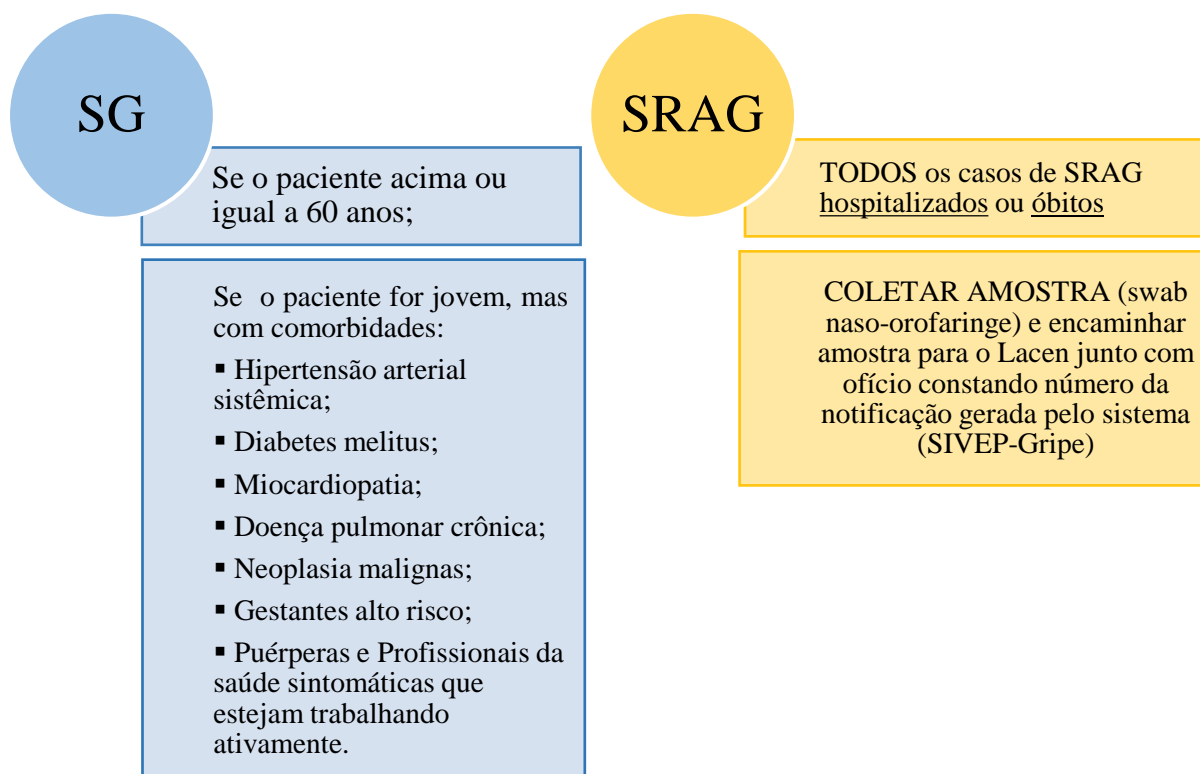 SG
Se o paciente acima ou
igual a 60 anos;
Se o paciente for jovem, mas
com comorbidades:
▪ Hipertensão arterial
sistêmica;
▪ Diabetes melitus;
▪ Miocardiopatia;
▪ Doença pulmonar crônica;
▪ Neoplasia malignas;
▪ Gestantes alto risco;
▪ Puérperas e Profissionais da
saúde sintomáticas que
estejam trabalhando
ativamente.
SRAG
TODOS os casos de SRAG
hospitalizados ou óbitos
COLETAR AMOSTRA (swab
naso-orofaringe) e encaminhar
amostra para o Lacen junto com
ofício constando número da
notificação gerada pelo sistema
(SIVEP-Gripe)